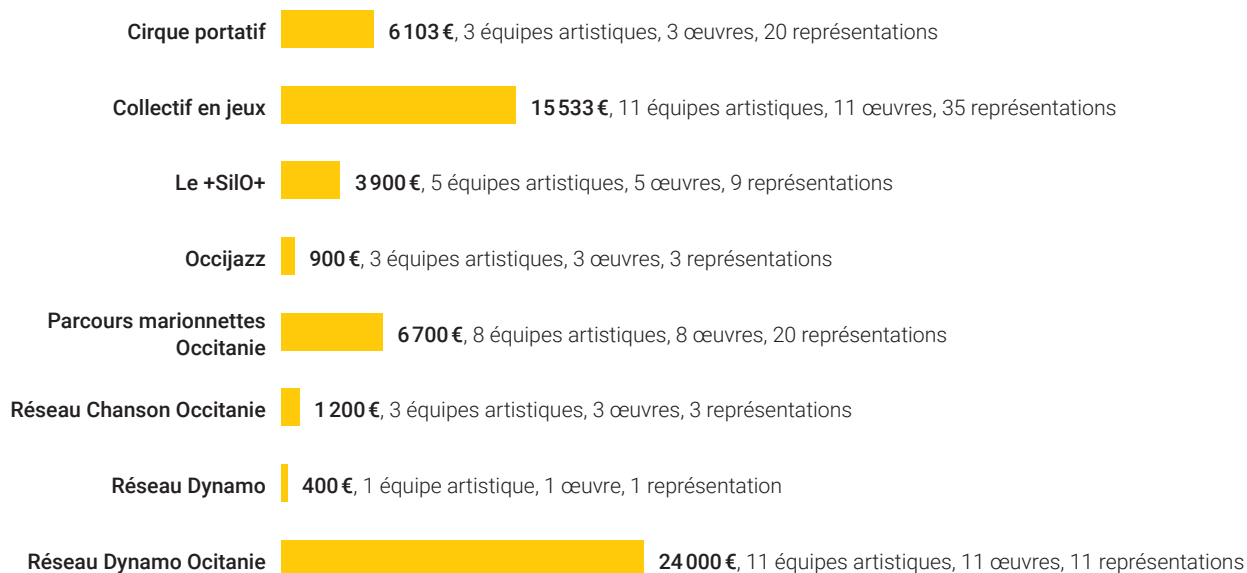 Cirque portatif 6 103 €, 3 équipes artistiques, 3 œuvres, 20 représentations
Collectif en jeux 15 533 €, 11 équipes artistiques, 11 œuvres, 35 représentations
Le +SilO+ 3 900 €, 5 équipes artistiques, 5 œuvres, 9 représentations
Occijazz 900 €, 3 équipes artistiques, 3 œuvres, 3 représentations
Parcours marionnettes
Occitanie 6 700 €, 8 équipes artistiques, 8 œuvres, 20 représentations
Réseau Chanson Occitanie 1 200 €, 3 équipes artistiques, 3 œuvres, 3 représentations
Réseau Dynamo 400 €, 1 équipe artistique, 1 œuvre, 1 représentation
Réseau Dynamo Ocitanie 24 000 €, 11 équipes artistiques, 11 œuvres, 11 représentations